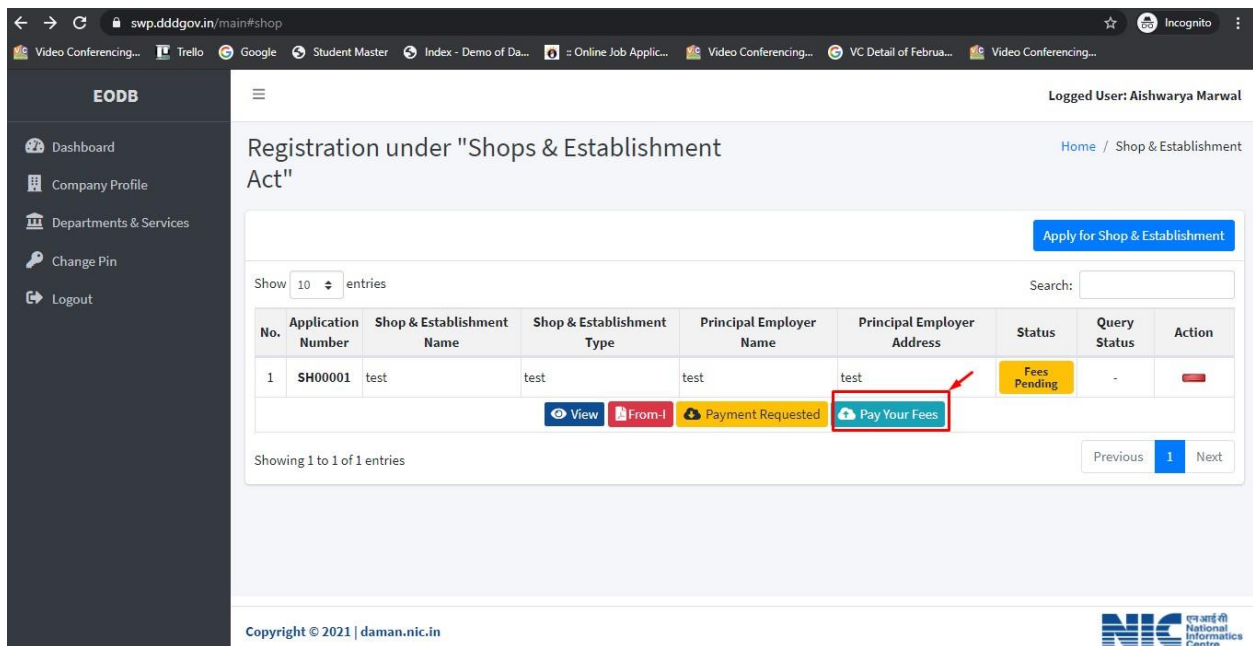 swp.dddgov.in/main#shop
Incognito
Video Conferencing... Trello Google Student Master Index - Demo of Da... :: Online Job Applic... Video Conferencing... VC Detail of Februa... Video Conferencing...
EODB
Logged User: Aishwarya Marwal
Dashboard
Company Profile
Departments & Services
Change Pin
Logout
Registration under "Shops & Establishment
Act"
Home / Shop & Establishment
Apply for Shop & Establishment
Show 10 entries
Search:
No. Application Number Shop & Establishment Name Shop & Establishment Type Principal Employer Name Principal Employer Address Status Query Status Action
1 SH00001 test test test test Fees Pending -
View From-I Payment Requested Pay Your Fees
Showing 1 to 1 of 1 entries
Previous 1 Next
Copyright © 2021 | daman.nic.in
NIC
एन आई सी
National
Informatics
Centre